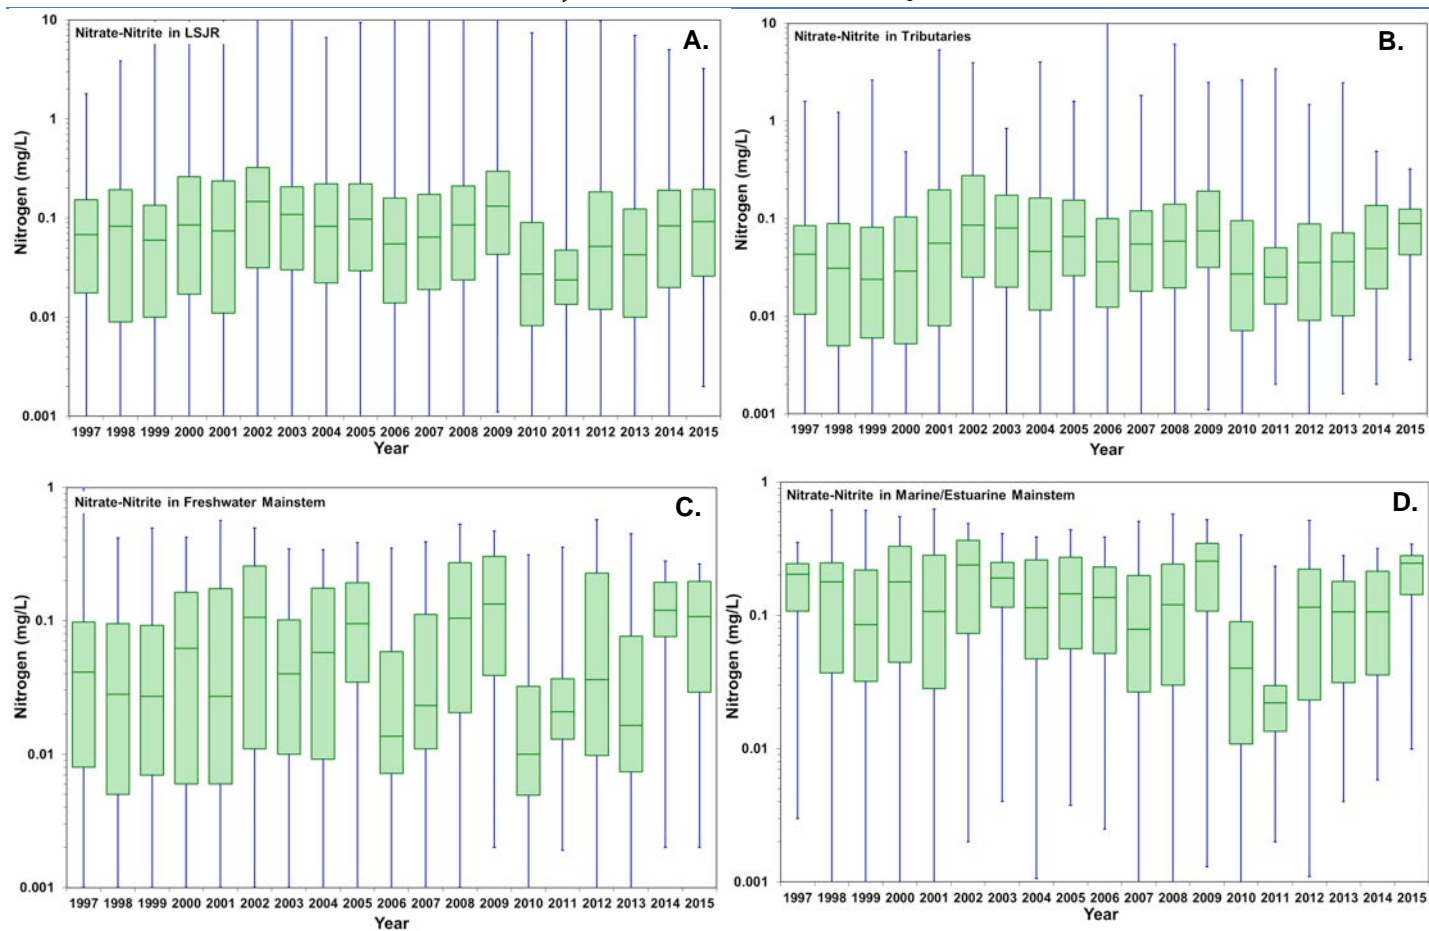 Nitrate-Nitrite in LSJR
A.
Nitrogen (mg/L)
10
1
0.1
0.01
0.001
1997 1998 1999 2000 2001 2002 2003 2004 2005 2006 2007 2008 2009 2010 2011 2012 2013 2014 2015
Year
Nitrate-Nitrite in Tributaries
B.
Nitrogen (mg/L)
10
1
0.1
0.01
0.001
1997 1998 1999 2000 2001 2002 2003 2004 2005 2006 2007 2008 2009 2010 2011 2012 2013 2014 2015
Year
Nitrate-Nitrite in Freshwater Mainstem
C.
Nitrogen (mg/L)
1
0.1
0.01
0.001
1997 1998 1999 2000 2001 2002 2003 2004 2005 2006 2007 2008 2009 2010 2011 2012 2013 2014 2015
Year
Nitrate-Nitrite in Marine/Estuarine Mainstem
D.
Nitrogen (mg/L)
1
0.1
0.01
0.001
1997 1998 1999 2000 2001 2002 2003 2004 2005 2006 2007 2008 2009 2010 2011 2012 2013 2014 2015
Year